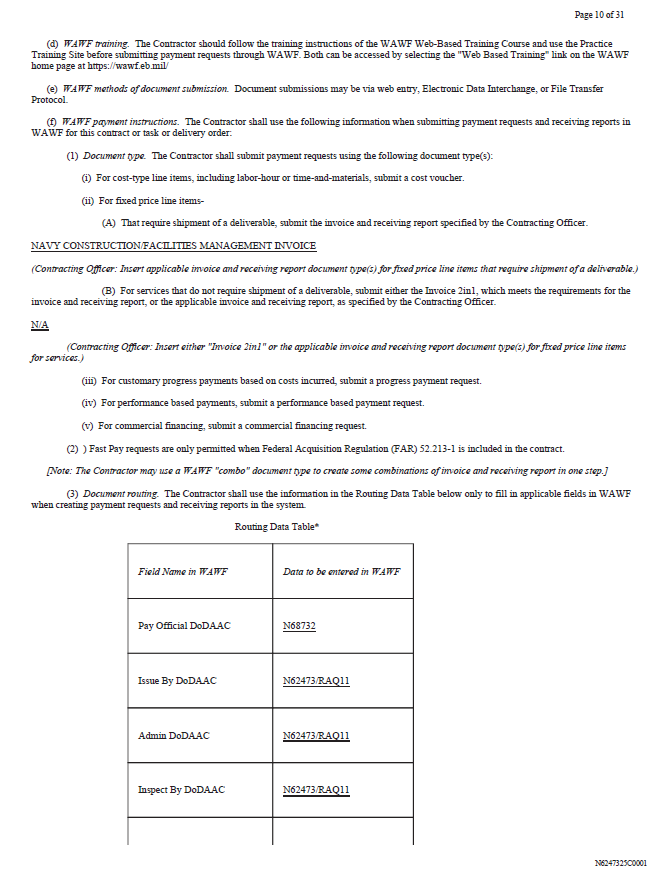 Page 10 of 31
(d) WAWF training. The Contractor should follow the training instructions of the WAWF Web-Based Training Course and use the Practice
Training Site before submitting payment requests through WAWF. Both can be accessed by selecting the "Web Based Training" link on the WAWF
home page at https://wawf.eb.mil/
(e) WAWF methods of document submission. Document submissions may be via web entry, Electronic Data Interchange, or File Transfer
Protocol.
(f) WAWF payment instructions. The Contractor shall use the following information when submitting payment requests and receiving reports in
WAWF for this contract or task or delivery order:
(1) Document type. The Contractor shall submit payment requests using the following document type(s):
(i) For cost-type line items, including labor-hour or time-and-materials, submit a cost voucher.
(ii) For fixed price line items-
(A) That require shipment of a deliverable, submit the invoice and receiving report specified by the Contracting Officer.
NAVY CONSTRUCTION/FACILITIES MANAGEMENT INVOICE
(Contracting Officer: Insert applicable invoice and receiving report document type(s) for fixed price line items that require shipment of a deliverable.)
(B) For services that do not require shipment of a deliverable, submit either the Invoice 2in1, which meets the requirements for the
invoice and receiving report, or the applicable invoice and receiving report, as specified by the Contracting Officer.
N/A
(Contracting Officer: Insert either "Invoice 2in1" or the applicable invoice and receiving report document type(s) for fixed price line items
for services.)
(iii) For customary progress payments based on costs incurred, submit a progress payment request.
(iv) For performance based payments, submit a performance based payment request.
(v) For commercial financing, submit a commercial financing request.
(2) ) Fast Pay requests are only permitted when Federal Acquisition Regulation (FAR) 52.213-1 is included in the contract.
[Note: The Contractor may use a WAWF "combo" document type to create some combinations of invoice and receiving report in one step.]
(3) Document routing. The Contractor shall use the information in the Routing Data Table below only to fill in applicable fields in WAWF
when creating payment requests and receiving reports in the system.
Routing Data Table*
Field Name in WAWF Data to be entered in WAWF
Pay Official DoDAAC N68732
Issue By DoDAAC N62473/RAQ11
Admin DoDAAC N62473/RAQ11
Inspect By DoDAAC N62473/RAQ11
N6247325C0001